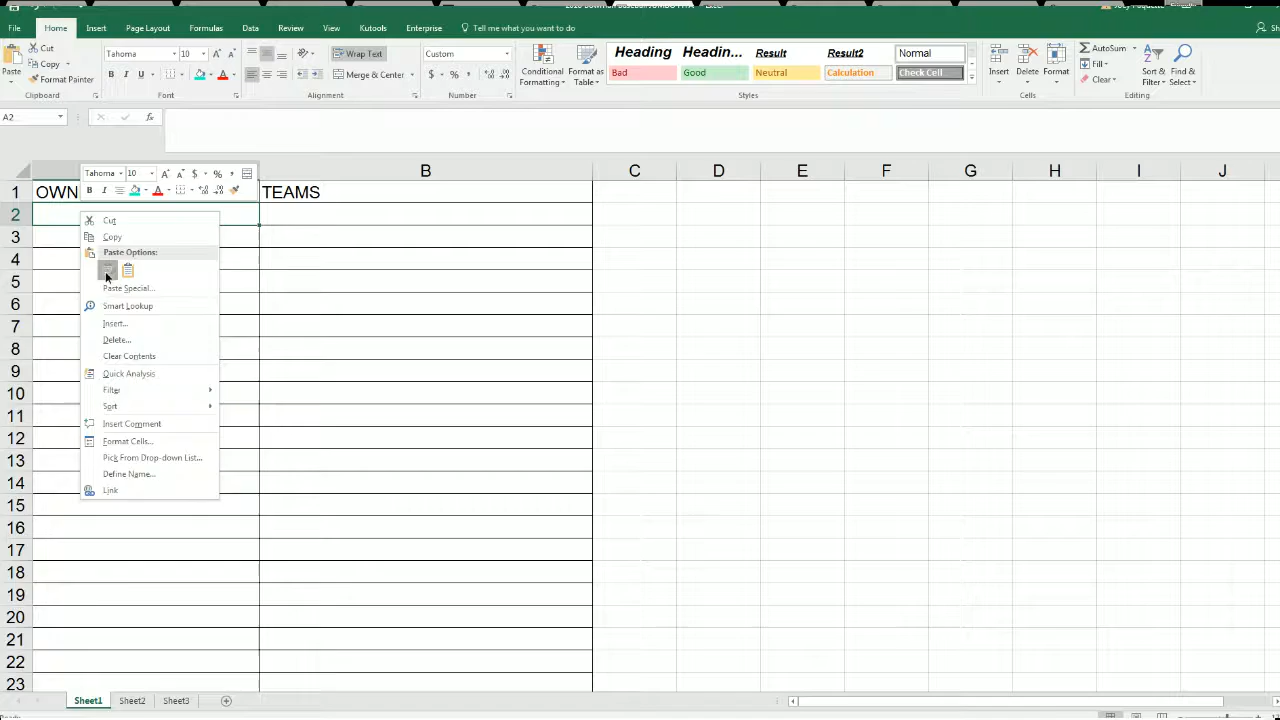 File Home Insert Page Layout Formulas Data Review View Kutools Enterprise Tell me what you want to do
Cut
Copy
Format Painter
Paste
Clipboard
Tahoma 10
B I U
Font
Wrap Text
Merge & Center
Alignment
Custom
$ % ,
Number
Conditional Formatting
Format as Table
Heading Headin... Result Result2 Normal
Bad Good Neutral Calculation Check Cell
Styles
Insert Delete Format
Cells
AutoSum
Fill
Clear
Sort & Filter
Find & Select
Editing
A2
fx
B C D E F G H I J
Tahoma 10 A A $ % ,
B I A
1 OWN TEAMS
2
3
4
5
6
7
8
9
10
11
12
13
14
15
16
17
18
19
20
21
22
23
Cut
Copy
Paste Options:
Paste Special...
Smart Lookup
Insert...
Delete...
Clear Contents
Quick Analysis
Filter
Sort
Insert Comment
Format Cells...
Pick From Drop-down List...
Define Name...
Link
Sheet1 Sheet2 Sheet3